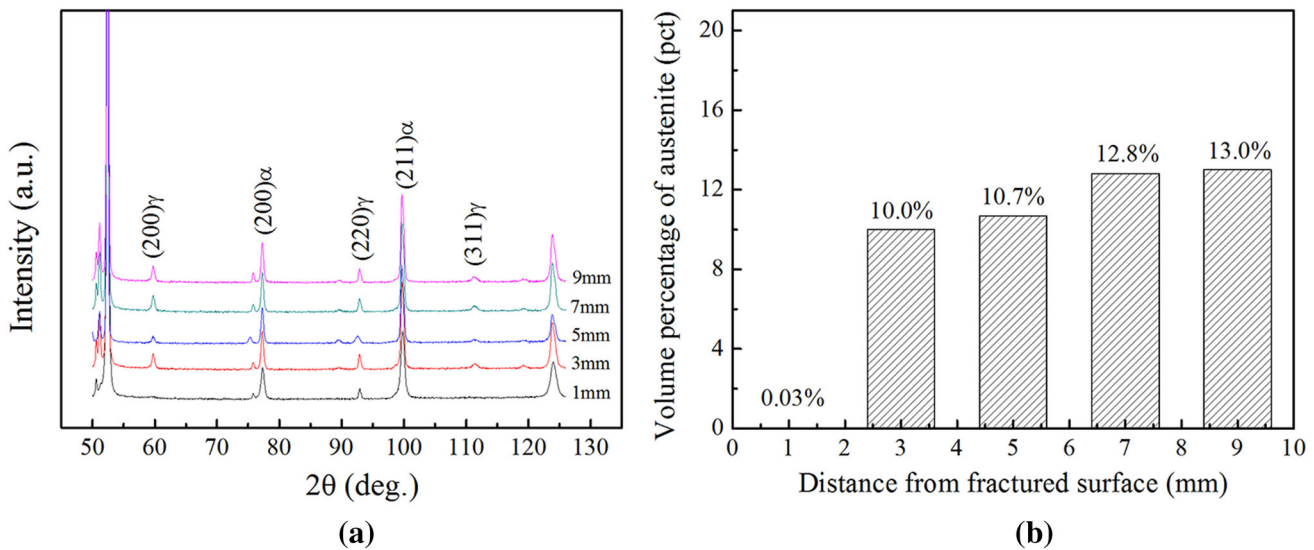 Intensity (a.u.)
(200)γ
(200)α
(220)γ
(211)α
(311)γ
9mm
7mm
5mm
3mm
1mm
50 60 70 80 90 100 110 120 130
2θ (deg.)
(a)
Volume percentage of austenite (pct)
20
16
12
8
4
0
0.03%
10.0%
10.7%
12.8%
13.0%
0 1 2 3 4 5 6 7 8 9 10
Distance from fractured surface (mm)
(b)